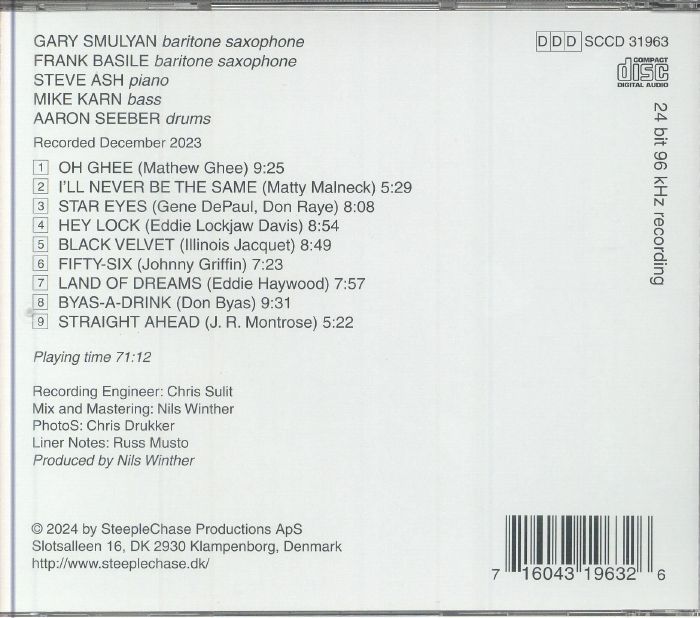 GARY SMULYAN baritone saxophone
FRANK BASILE baritone saxophone
STEVE ASH piano
MIKE KARN bass
AARON SEEBER drums
Recorded December 2023
DDD SCCD 31963
COMPACT
disc
DIGITAL AUDIO
24 bit 96 kHz recording
1 OH GHEE (Mathew Ghee) 9:25
2 I'LL NEVER BE THE SAME (Matty Malneck) 5:29
3 STAR EYES (Gene DePaul, Don Raye) 8:08
4 HEY LOCK (Eddie Lockjaw Davis) 8:54
5 BLACK VELVET (Illinois Jacquet) 8:49
6 FIFTY-SIX (Johnny Griffin) 7:23
7 LAND OF DREAMS (Eddie Haywood) 7:57
8 BYAS-A-DRINK (Don Byas) 9:31
9 STRAIGHT AHEAD (J. R. Montrose) 5:22
Playing time 71:12
Recording Engineer: Chris Sulit
Mix and Mastering: Nils Winther
PhotoS: Chris Drukker
Liner Notes: Russ Musto
Produced by Nils Winther
© 2024 by SteepleChase Productions ApS
Slotsalleen 16, DK 2930 Klampenborg, Denmark
http://www.steeplechase.dk/
7 16043 19632 6